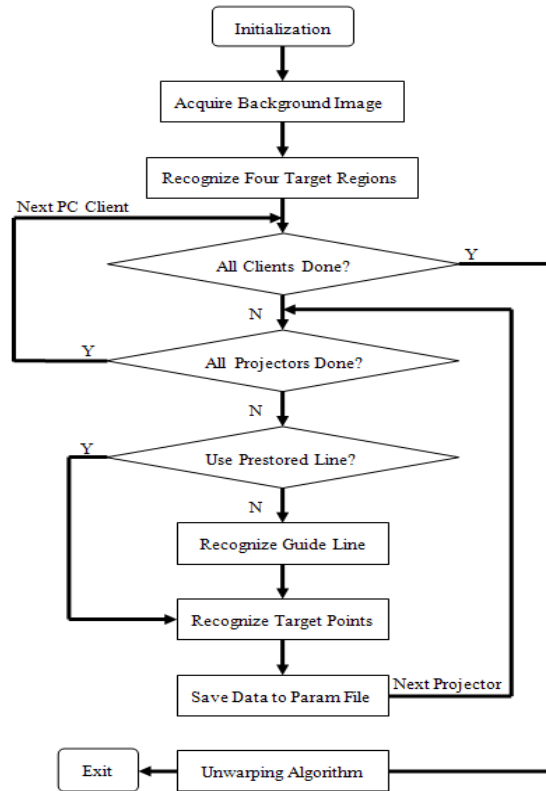 Initialization
Acquire Background Image
Recognize Four Target Regions
Next PC Client
All Clients Done?
Y
N
All Projectors Done?
Y
N
Use Prestored Line?
Y
N
Recognize Guide Line
Recognize Target Points
Save Data to Param File
Next Projector
Exit
Unwarping Algorithm